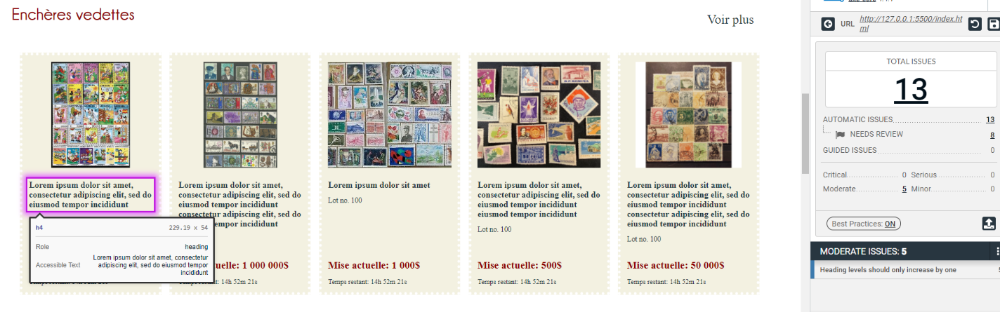 Enchères vedettes
Voir plus
Lorem ipsum dolor sit amet,
consectetur adipiscing elit, sed do
eiusmod tempor incididunt
h4
229.19 x 54
Role
heading
Accessible Text
Lorem ipsum dolor sit amet, consectetur
adipiscing elit, sed do eiusmod tempor
incididunt
Lorem ipsum dolor sit amet,
consectetur adipiscing elit, sed do
eiusmod tempor incididunt
consectetur adipiscing elit, sed do
tempor incididunt
1 000 000$
14h 52m 21s
Lorem ipsum dolor sit amet
Lot no. 100
Mise actuelle: 1 000$
Temps restant: 14h 52m 21s
Lorem ipsum dolor sit amet,
consectetur adipiscing elit, sed do
eiusmod tempor incididunt
eiusmod tempor incididunt
Lot no. 100
Mise actuelle: 500$
Temps restant: 14h 52m 21s
Lorem ipsum dolor sit amet,
consectetur adipiscing elit, sed do
eiusmod tempor incididunt
consectetur adipiscing elit, sed do
eiusmod tempor incididunt
Lot no. 100
Mise actuelle: 50 000$
Temps restant: 14h 52m 21s
URL
http://127.0.0.1:5500/index.ht
ml
TOTAL ISSUES
13
AUTOMATIC ISSUES 13
NEEDS REVIEW 8
GUIDED ISSUES 0
Critical 0 Serious 0
Moderate 5 Minor 0
Best Practices: ON
MODERATE ISSUES: 5
Heading levels should only increase by one